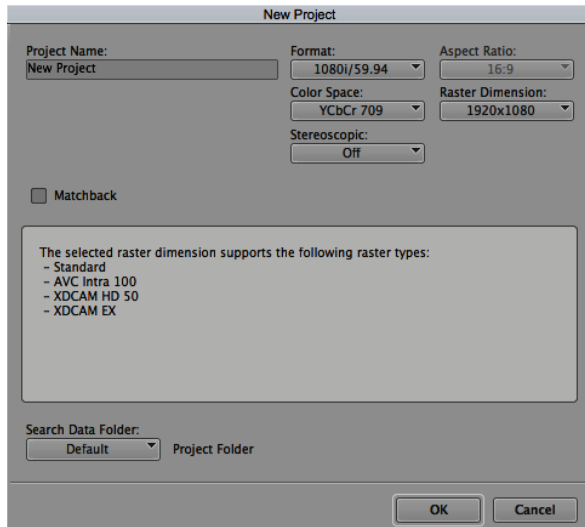 New Project
Project Name:
New Project
Format:
1080i/59.94
Aspect Ratio:
16:9
Color Space:
YCbCr 709
Raster Dimension:
1920x1080
Stereoscopic:
Off
Matchback
The selected raster dimension supports the following raster types:
- Standard
- AVC Intra 100
- XDCAM HD 50
- XDCAM EX
Search Data Folder:
Default
Project Folder
OK
Cancel